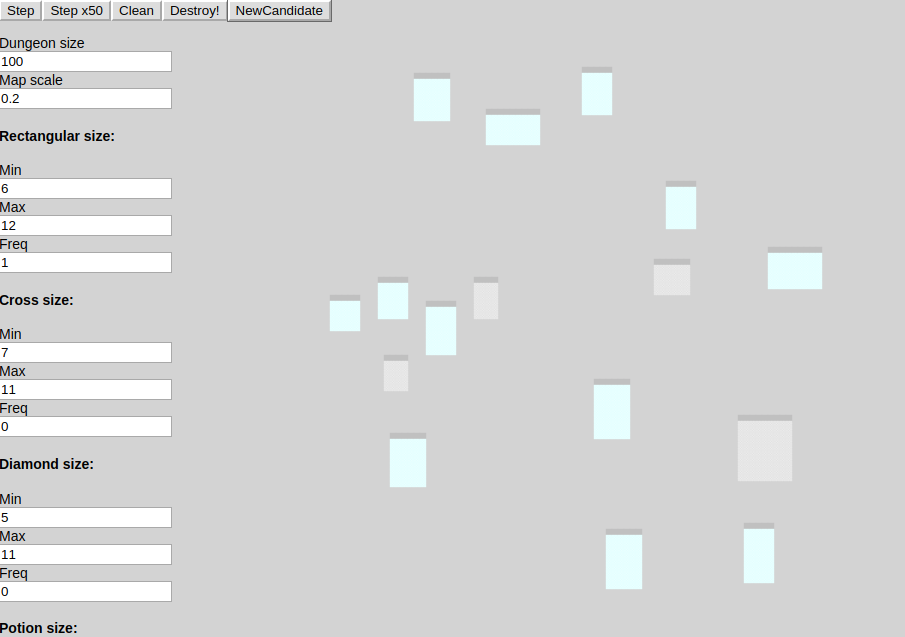 Step Step x50 Clean Destroy! NewCandidate
Dungeon size
100
Map scale
0.2
Rectangular size:
Min
6
Max
12
Freq
1
Cross size:
Min
7
Max
11
Freq
0
Diamond size:
Min
5
Max
11
Freq
0
Potion size: